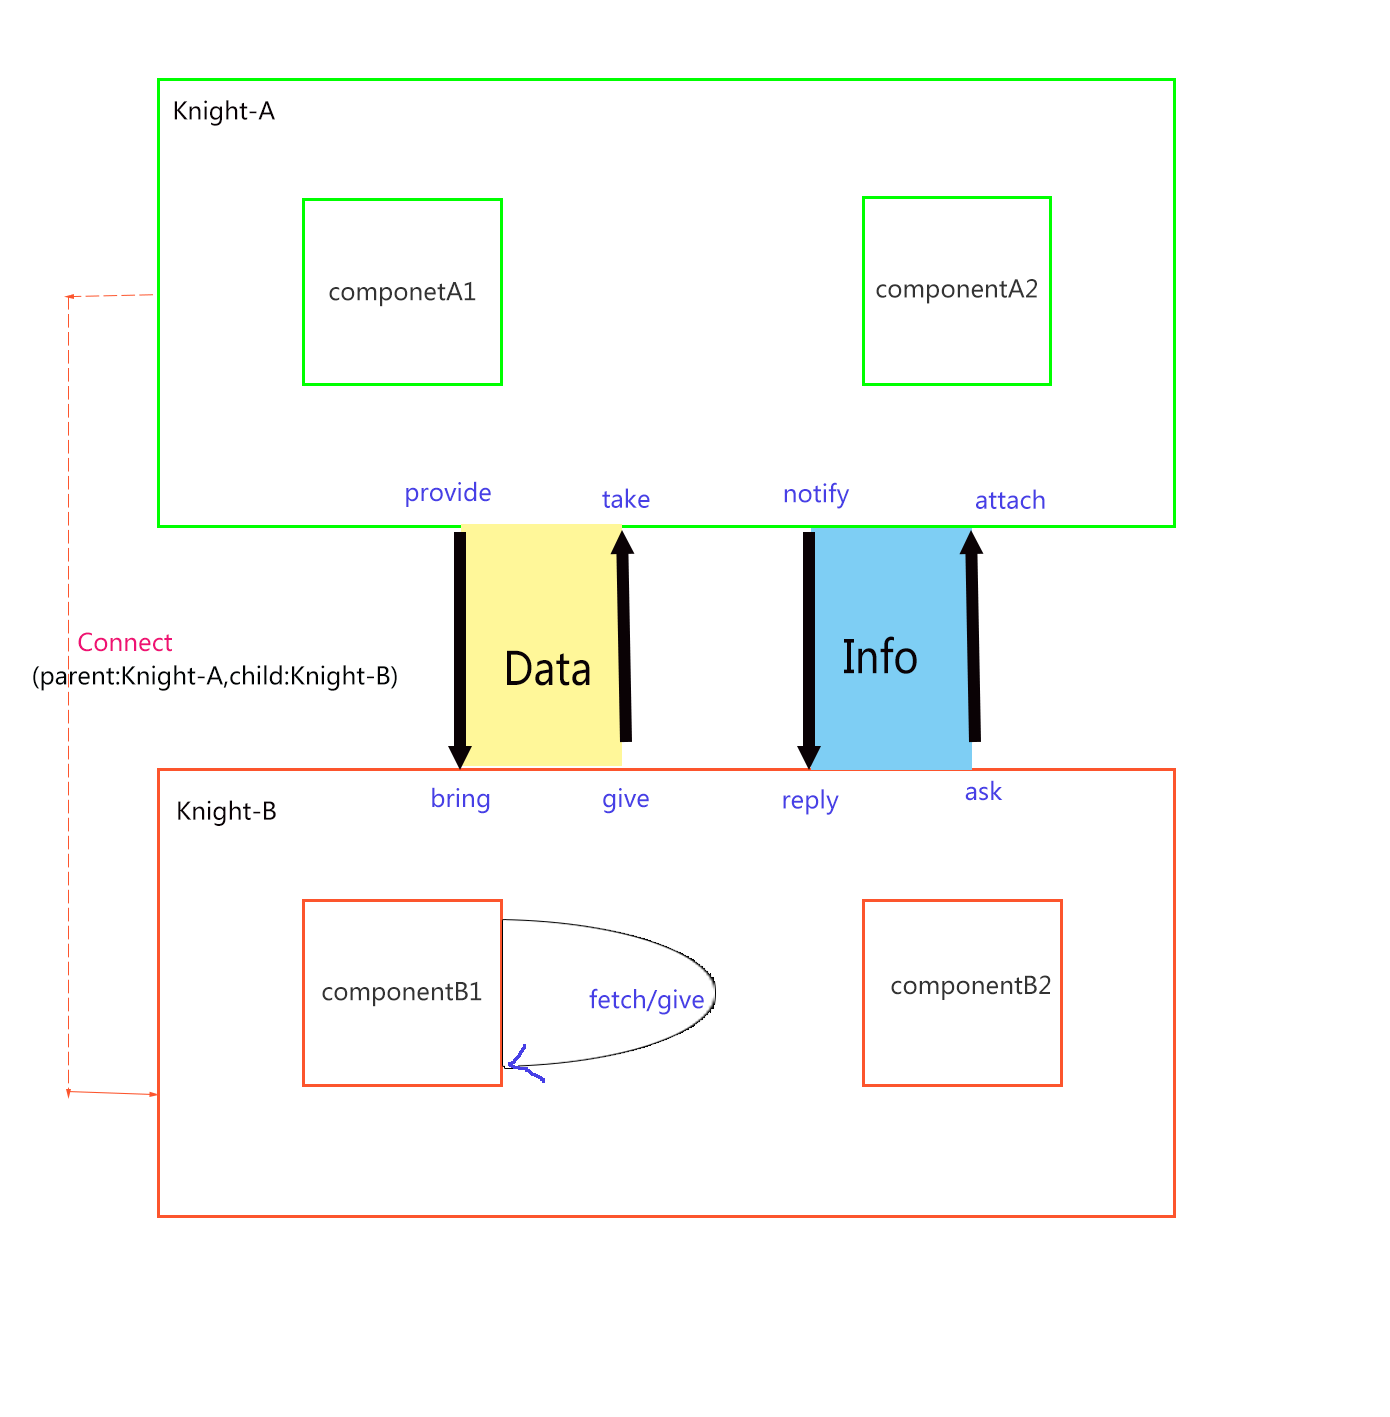 Knight-A
componetA1
componentA2
provide
take
notify
attach
Connect
(parent:Knight-A,child:Knight-B)
Data
Info
bring
give
reply
ask
Knight-B
componentB1
fetch/give
componentB2